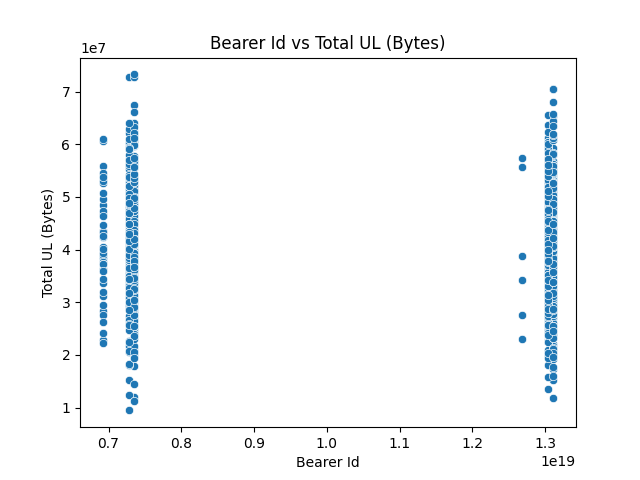 Bearer Id vs Total UL (Bytes)
1e7
7
6
5
4
3
2
1
Total UL (Bytes)
0.7 0.8 0.9 1.0 1.1 1.2 1.3
1e19
Bearer Id